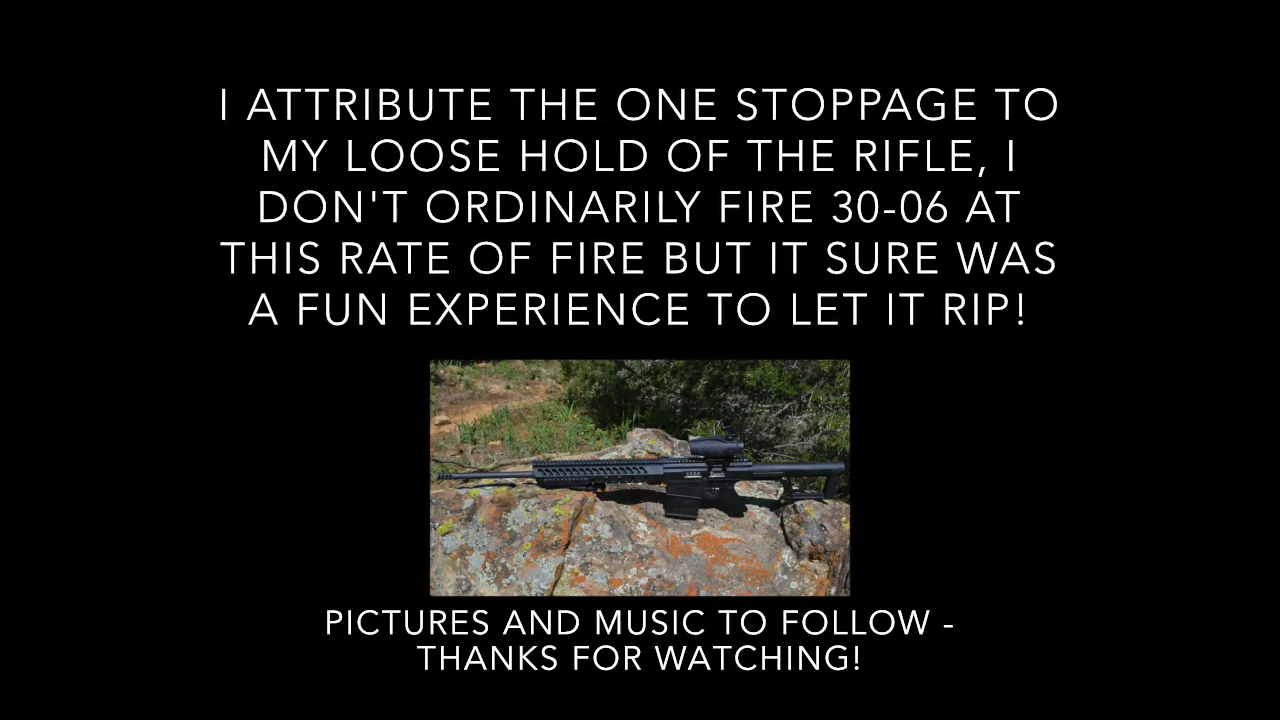 I ATTRIBUTE THE ONE STOPPAGE TO
MY LOOSE HOLD OF THE RIFLE, I
DON'T ORDINARILY FIRE 30-06 AT
THIS RATE OF FIRE BUT IT SURE WAS
A FUN EXPERIENCE TO LET IT RIP!
PICTURES AND MUSIC TO FOLLOW -
THANKS FOR WATCHING!